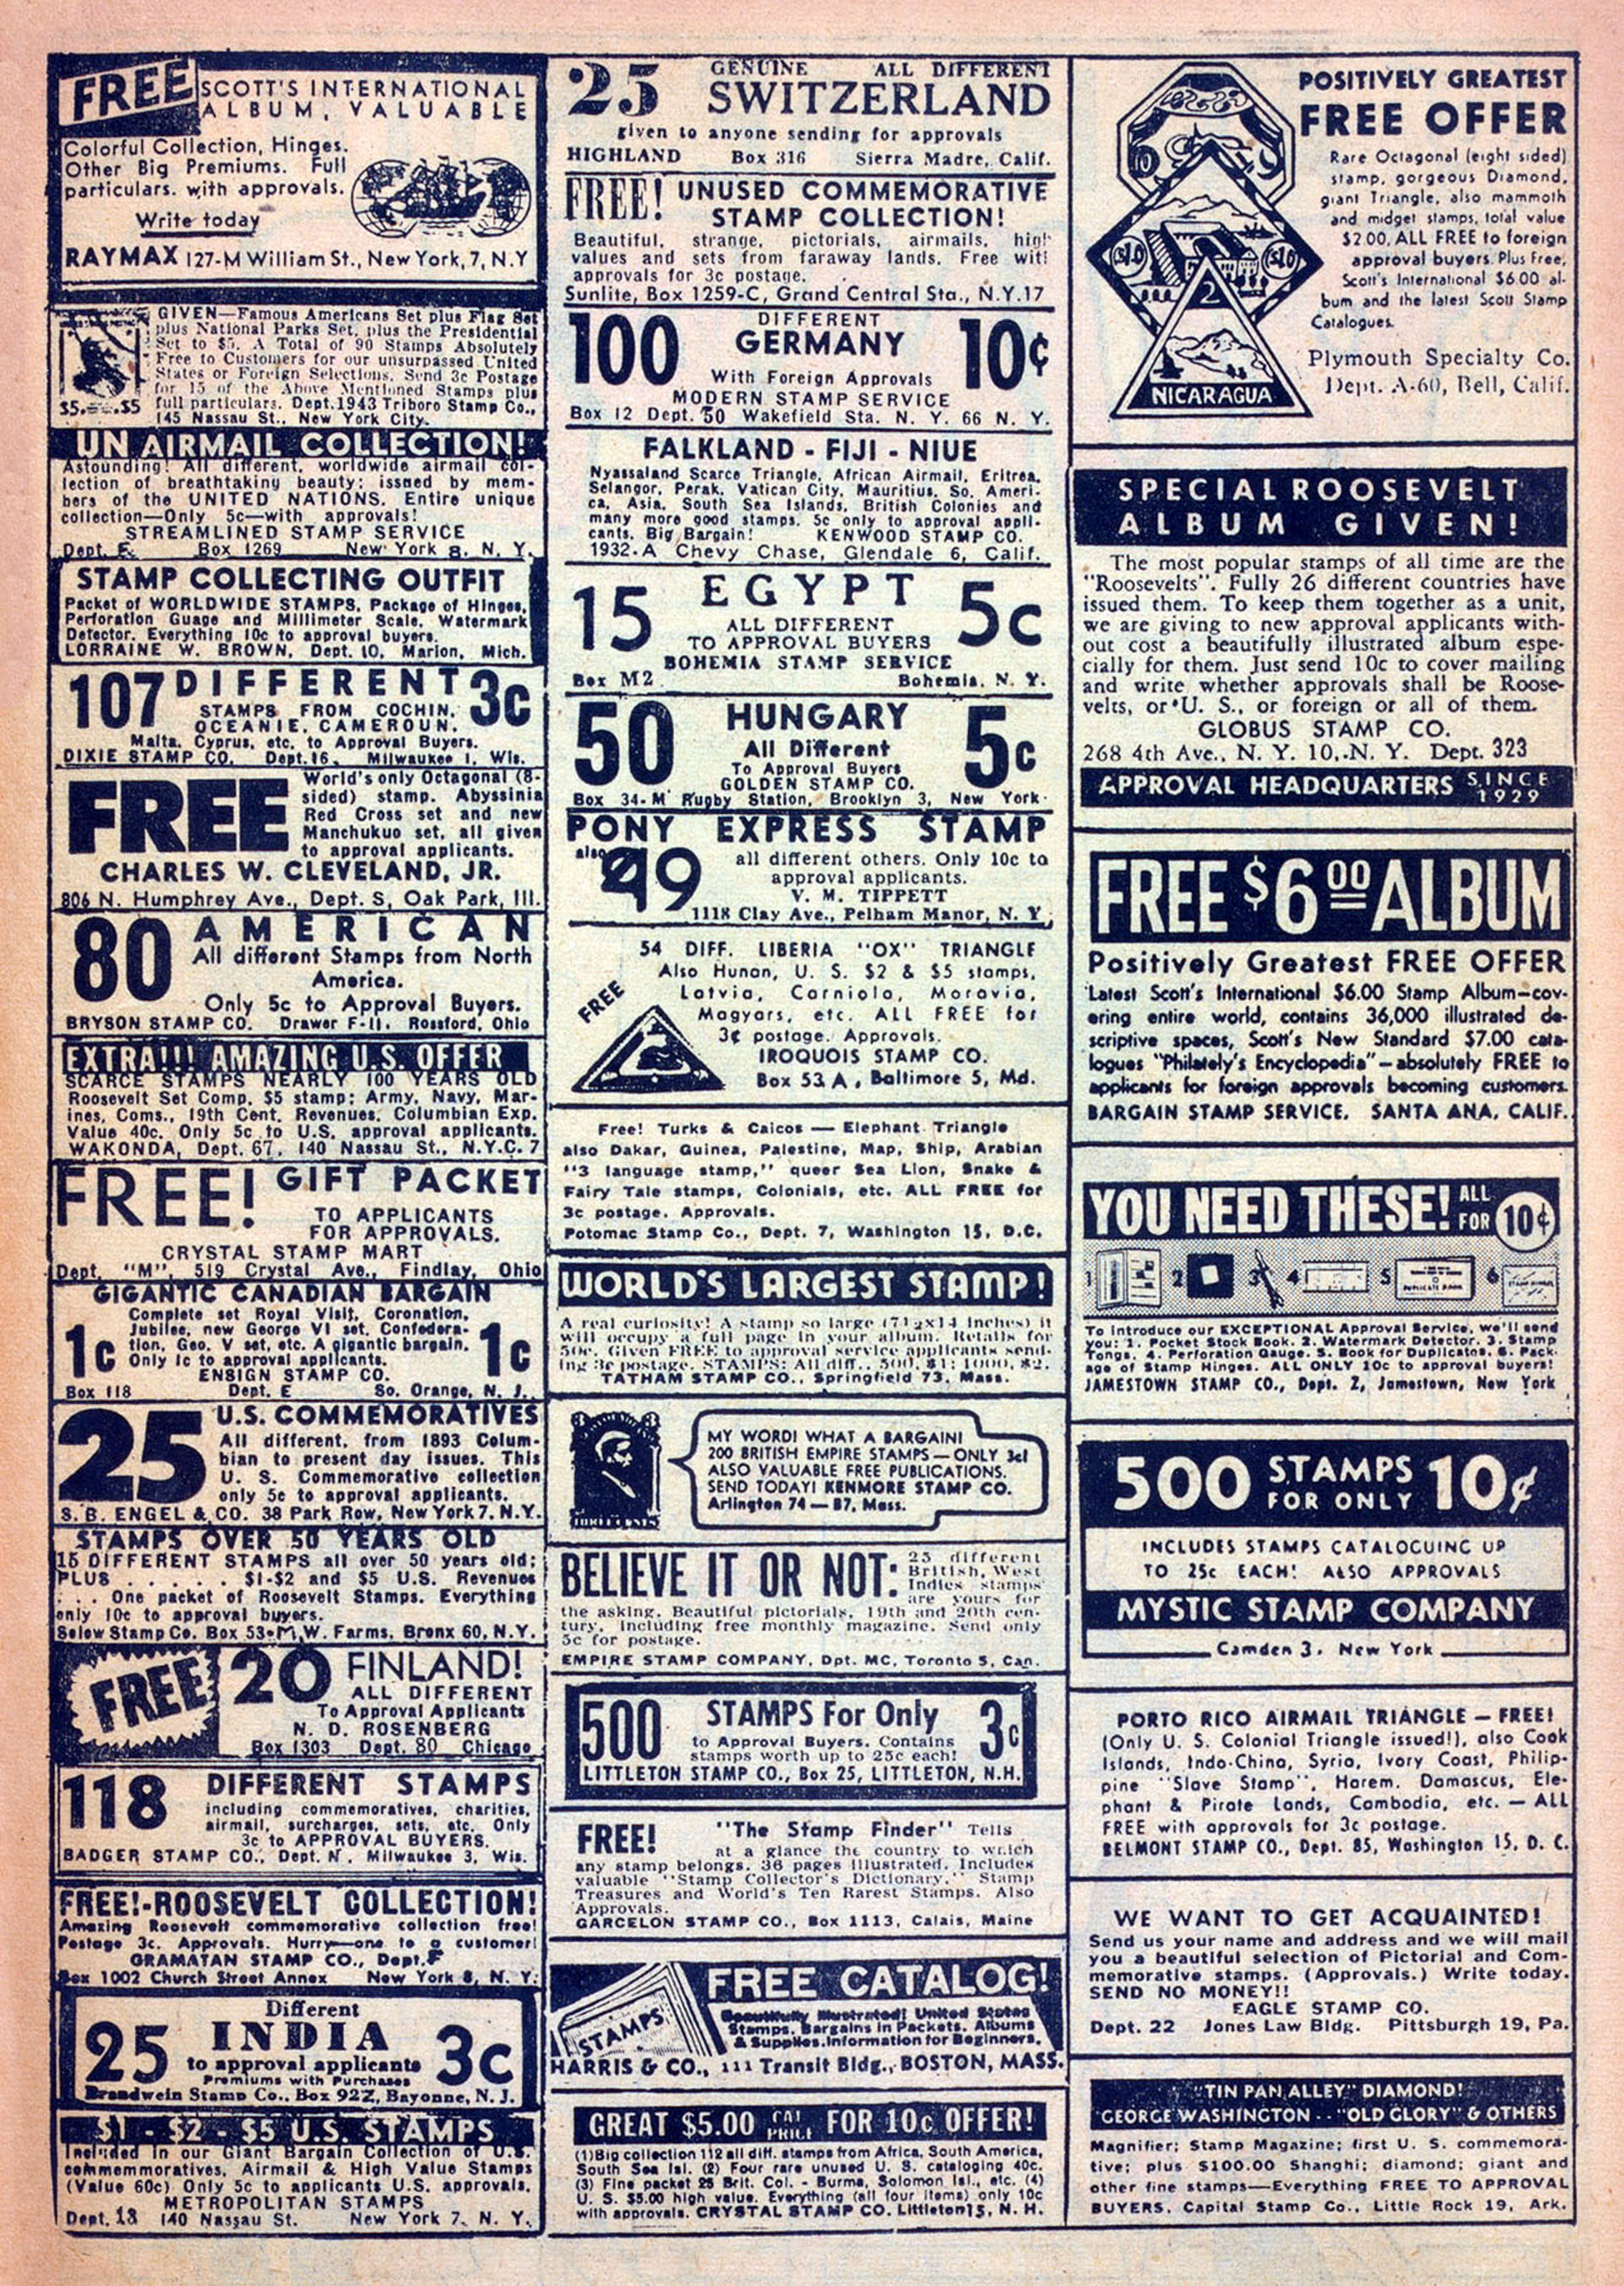 FREE SCOTT'S INTERNATIONAL
ALBUM, VALUABLE
Colorful Collection, Hinges.
Other Big Premiums. Full
particulars. with approvals.
Write today
RAYMAX 127-M William St., New York, 7, N.Y
GIVEN—Famous Americans Set plus Flag Set
plus National Parks Set, plus the Presidential
Set to $5. A Total of 90 Stamps Absolutely
Free to Customers for our unsurpassed United
States or Foreign Selections. Send 3c Postage
for 15 of the Above Mentioned Stamps plus
full particulars. Dept. 1943 Triboro Stamp Co.,
145 Nassau St., New York City.
$5. $5
UN AIRMAIL COLLECTION!
Astounding! All different, worldwide airmail col-
lection of breathtaking beauty; issued by mem-
bers of the UNITED NATIONS. Entire unique
collection—Only 5c—with approvals!
STREAMLINED STAMP SERVICE
Dept. E Box 1269 New York 8, N. Y.
STAMP COLLECTING OUTFIT
Packet of WORLDWIDE STAMPS, Package of Hinges,
Perforation Guage and Millimeter Scale, Watermark
Detector. Everything 10c to approval buyers.
LORRAINE W. BROWN, Dept. 10, Marion, Mich.
107 DIFFERENT 3c
STAMPS FROM COCHIN,
OCEANIE, CAMEROUN,
Malta, Cyprus, etc. to Approval Buyers.
DIXIE STAMP CO. Dept. 16, Milwaukee 1, Wis.
FREE World's only Octagonal (8-
sided) stamp. Abyssinia
Red Cross set and new
Manchukuo set, all given
to approval applicants.
CHARLES W. CLEVELAND, JR.
806 N. Humphrey Ave., Dept. S, Oak Park, Ill.
80 AMERICAN
All different Stamps from North
America.
Only 5c to Approval Buyers.
BRYSON STAMP CO. Drawer F-11, Rossford, Ohio
EXTRA!!! AMAZING U.S. OFFER
SCARCE STAMPS NEARLY 100 YEARS OLD
Roosevelt Set Comp, $5 stamp; Army, Navy, Mar-
ines, Coms., 19th Cent. Revenues, Columbian Exp.
Value 40c. Only 5c to U.S. approval applicants.
WAKONDA, Dept. 67, 140 Nassau St., N.Y.C. 7
FREE! GIFT PACKET
TO APPLICANTS
FOR APPROVALS.
CRYSTAL STAMP MART
Dept. "M", 519 Crystal Ave., Findlay, Ohio
GIGANTIC CANADIAN BARGAIN
1c Complete set Royal Visit, Coronation,
Jubilee, new George VI set, Confedera-
tion, Geo. V set, etc. A gigantic bargain.
Only 1c to approval applicants. 1c
ENSIGN STAMP CO.
Box 118 Dept. E So. Orange, N. J.
25 U.S. COMMEMORATIVES
All different, from 1893 Colum-
bian to present day issues. This
U. S. Commemorative collection
only 5c to approval applicants.
S. B. ENGEL & CO. 38 Park Row, New York 7, N.Y.
STAMPS OVER 50 YEARS OLD
15 DIFFERENT STAMPS all over 50 years old;
PLUS . . . . . . $1-$2 and $5 U.S. Revenues
. . . One packet of Roosevelt Stamps. Everything
only 10c to approval buyers.
Selow Stamp Co. Box 53-M, W. Farms, Bronx 60, N.Y.
FREE 20 FINLAND!
ALL DIFFERENT
To Approval Applicants
N. D. ROSENBERG
Box 1303 Dept. 80 Chicago
118 DIFFERENT STAMPS
including commemoratives, charities,
airmail, surcharges, sets, etc. Only
3c to APPROVAL BUYERS.
BADGER STAMP CO., Dept. N, Milwaukee 3, Wis.
FREE!-ROOSEVELT COLLECTION!
Amazing Roosevelt commemorative collection free!
Postage 3c. Approvals. Hurry—one to a customer!
GRAMATAN STAMP CO., Dept. F
Box 1002 Church Street Annex New York 8, N. Y.
Different
25 INDIA 3c
to approval applicants
Premiums with Purchases
Brandwein Stamp Co., Box 92Z, Bayonne, N. J.
$1 - $2 - $5 U.S. STAMPS
Included in our Giant Bargain Collection of U.S.
commemmoratives, Airmail & High Value Stamps
(Value 60c) Only 5c to applicants U.S. approvals.
METROPOLITAN STAMPS
Dept. 13 140 Nassau St. New York 7, N. Y.
25 GENUINE ALL DIFFERENT
SWITZERLAND
given to anyone sending for approvals
HIGHLAND Box 316 Sierra Madre, Calif.
FREE! UNUSED COMMEMORATIVE
STAMP COLLECTION!
Beautiful, strange, pictorials, airmails, high
values and sets from faraway lands. Free with
approvals for 3c postage.
Sunlite, Box 1259-C, Grand Central Sta., N.Y. 17
100 DIFFERENT
GERMANY 10¢
With Foreign Approvals
MODERN STAMP SERVICE
Box 12 Dept. 50 Wakefield Sta. N. Y. 66 N. Y.
FALKLAND - FIJI - NIUE
Nyassaland Scarce Triangle, African Airmail, Eritrea,
Selangor, Perak, Vatican City, Mauritius, So. Ameri-
ca, Asia, South Sea Islands, British Colonies and
many more good stamps. 5c only to approval appli-
cants. Big Bargain! KENWOOD STAMP CO.
1932-A Chevy Chase, Glendale 6, Calif.
15 EGYPT 5c
ALL DIFFERENT
TO APPROVAL BUYERS
BOHEMIA STAMP SERVICE
Box M2 Bohemia, N. Y.
50 HUNGARY 5c
All Different
To Approval Buyers
GOLDEN STAMP CO.
Box 34-M Rugby Station, Brooklyn 3, New York
PONY EXPRESS STAMP
also 49 all different others. Only 10c to
approval applicants.
V. M. TIPPETT
1118 Clay Ave., Pelham Manor, N. Y.
54 DIFF. LIBERIA "OX" TRIANGLE
Also Hunan, U. S. $2 & $5 stamps,
FREE Latvia, Carniola, Moravia,
Magyars, etc. ALL FREE for
3¢ postage. Approvals.
IROQUOIS STAMP CO.
Box 53 A, Baltimore 5, Md.
Free! Turks & Caicos — Elephant Triangle
also Dakar, Guinea, Palestine, Map, Ship, Arabian
"3 language stamp," queer Sea Lion, Snake &
Fairy Tale stamps, Colonials, etc. ALL FREE for
3c postage. Approvals.
Potomac Stamp Co., Dept. 7, Washington 15, D.C.
WORLD'S LARGEST STAMP!
A real curiosity! A stamp so large (7½x14 inches) it
will occupy a full page in your album. Retails for
50c. Given FREE to approval service applicants send-
ing 3c postage. STAMPS: All diff., 500, $1; 1000, $2.
TATHAM STAMP CO., Springfield 73, Mass.
MY WORD! WHAT A BARGAIN!
200 BRITISH EMPIRE STAMPS—ONLY 3c!
ALSO VALUABLE FREE PUBLICATIONS.
SEND TODAY! KENMORE STAMP CO.
Arlington 74 — 87, Mass.
THREE CENTS
BELIEVE IT OR NOT: 25 different
British, West
Indies stamps
are yours for
the asking. Beautiful pictorials, 19th and 20th cen-
tury, including free monthly magazine. Send only
5c for postage.
EMPIRE STAMP COMPANY, Dpt. MC, Toronto 5, Can.
500 STAMPS For Only 3c
to Approval Buyers. Contains
stamps worth up to 25c each!
LITTLETON STAMP CO., Box 25, LITTLETON, N.H.
FREE! "The Stamp Finder" Tells
at a glance the country to which
any stamp belongs. 36 pages illustrated. Includes
valuable "Stamp Collector's Dictionary," Stamp
Treasures and World's Ten Rarest Stamps. Also
Approvals.
GARCELON STAMP CO., Box 1113, Calais, Maine
STAMPS
FREE CATALOG!
Beautifully Illustrated! United States
Stamps, Bargains in Packets, Albums
& Supplies. Information for Beginners.
HARRIS & CO., 111 Transit Bldg., BOSTON, MASS.
GREAT $5.00 CAT. PRICE FOR 10c OFFER!
(1) Big collection 112 all diff. stamps from Africa, South America,
South Sea Isl. (2) Four rare unused U. S. cataloging 40c.
(3) Fine packet 25 Brit. Col. - Burma, Solomon Isl., etc. (4)
U. S. $5.00 high value. Everything (all four items) only 10c
with approvals. CRYSTAL STAMP CO. Littleton 15, N. H.
POSITIVELY GREATEST
FREE OFFER
Rare Octagonal (eight sided)
stamp, gorgeous Diamond,
giant Triangle, also mammoth
and midget stamps, total value
$2.00, ALL FREE to foreign
approval buyers. Plus Free,
Scott's International $6.00 al-
bum and the latest Scott Stamp
Catalogues.
Plymouth Specialty Co.
Dept. A-60, Bell, Calif.
$10 $10
2
NICARAGUA
SPECIAL ROOSEVELT
ALBUM GIVEN!
The most popular stamps of all time are the
"Roosevelts". Fully 26 different countries have
issued them. To keep them together as a unit,
we are giving to new approval applicants with-
out cost a beautifully illustrated album espe-
cially for them. Just send 10c to cover mailing
and write whether approvals shall be Roose-
velts, or U. S., or foreign or all of them.
GLOBUS STAMP CO.
268 4th Ave., N. Y. 10, N. Y. Dept. 323
APPROVAL HEADQUARTERS SINCE 1929
FREE $6.00 ALBUM
Positively Greatest FREE OFFER
Latest Scott's International $6.00 Stamp Album—cov-
ering entire world, contains 36,000 illustrated de-
scriptive spaces, Scott's New Standard $7.00 cata-
logues "Philately's Encyclopedia"—absolutely FREE to
applicants for foreign approvals becoming customers.
BARGAIN STAMP SERVICE, SANTA ANA, CALIF.
YOU NEED THESE! ALL FOR 10¢
1 2 3 4 5 6
To introduce our EXCEPTIONAL Approval Service, we'll send
you: 1. Pocket Stock Book. 2. Watermark Detector. 3. Stamp
Tongs. 4. Perforation Gauge. 5. Book for Duplicates. 6. Pack-
age of Stamp Hinges. ALL ONLY 10c to approval buyers!
JAMESTOWN STAMP CO., Dept. Z, Jamestown, New York
500 STAMPS FOR ONLY 10¢
INCLUDES STAMPS CATALOGUING UP
TO 25c EACH! ALSO APPROVALS
MYSTIC STAMP COMPANY
Camden 3, New York
PORTO RICO AIRMAIL TRIANGLE — FREE!
(Only U. S. Colonial Triangle issued!), also Cook
Islands, Indo-China, Syria, Ivory Coast, Philip-
pine "Slave Stamp", Harem, Damascus, Ele-
phant & Pirate Lands, Cambodia, etc. — ALL
FREE with approvals for 3c postage.
BELMONT STAMP CO., Dept. 85, Washington 15, D. C.
WE WANT TO GET ACQUAINTED!
Send us your name and address and we will mail
you a beautiful selection of Pictorial and Com-
memorative stamps. (Approvals.) Write today.
SEND NO MONEY!!
EAGLE STAMP CO.
Dept. 22 Jones Law Bldg. Pittsburgh 19, Pa.
"TIN PAN ALLEY" DIAMOND!
GEORGE WASHINGTON .. "OLD GLORY" & OTHERS
Magnifier; Stamp Magazine; first U. S. commemora-
tive; plus $100.00 Shanghi; diamond; giant and
other fine stamps—Everything FREE TO APPROVAL
BUYERS. Capital Stamp Co., Little Rock 19, Ark.